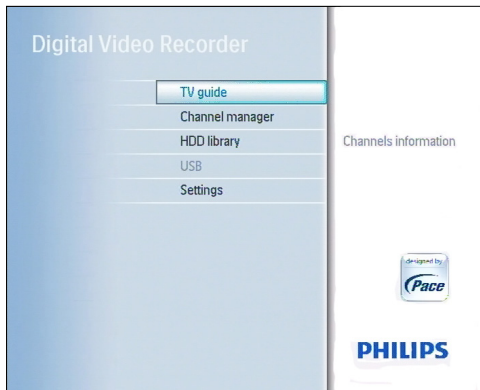 Digital Video Recorder
TV guide
Channel manager
HDD library
USB
Settings
Channels information
designed by
Pace
PHILIPS